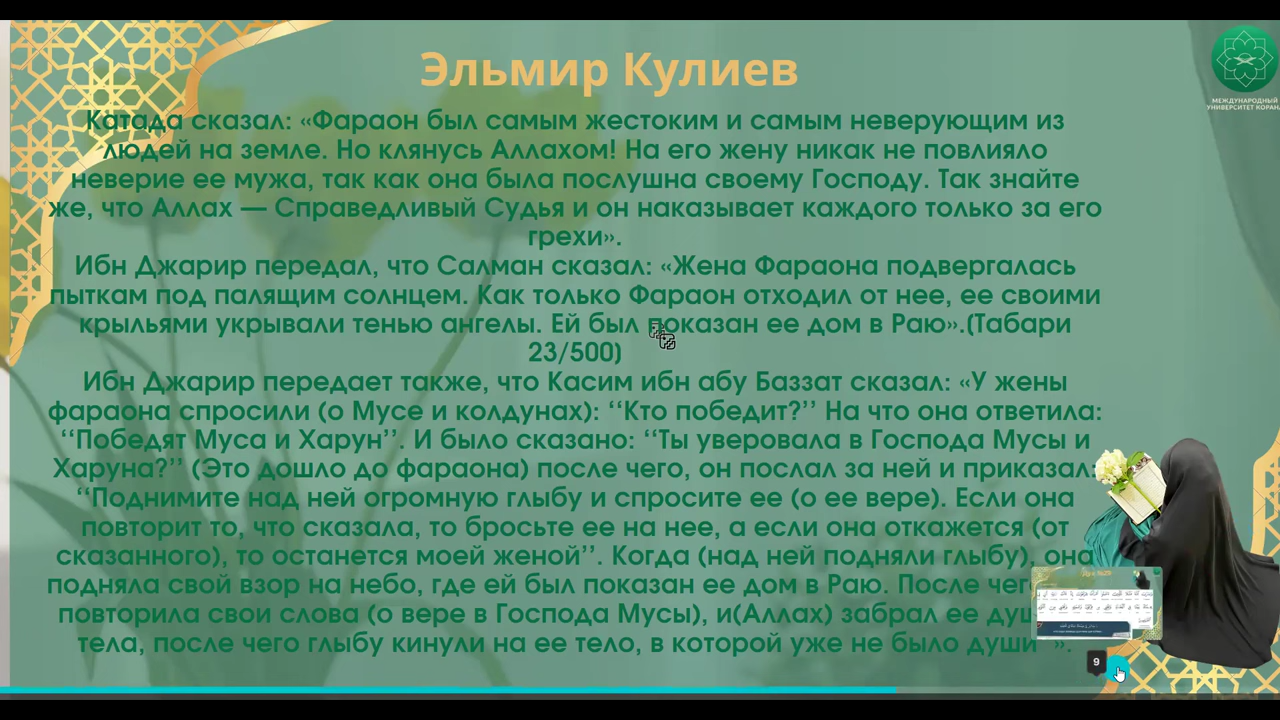 Эльмир Кулиев
МЕЖДУНАРОДНЫЙ
УНИВЕРСИТЕТ КОРАНА
Катада сказал: «Фараон был самым жестоким и самым неверующим из
людей на земле. Но клянусь Аллахом! На его жену никак не повлияло
неверие ее мужа, так как она была послушна своему Господу. Так знайте
же, что Аллах — Справедливый Судья и он наказывает каждого только за его
грехи».
Ибн Джарир передал, что Салман сказал: «Жена Фараона подвергалась
пыткам под палящим солнцем. Как только Фараон отходил от нее, ее своими
крыльями укрывали тенью ангелы. Ей был показан ее дом в Раю».(Табари
23/500)
Ибн Джарир передает также, что Касим ибн абу Баззат сказал: «У жены
фараона спросили (о Мусе и колдунах): ‘‘Кто победит?’’ На что она ответила:
‘‘Победят Муса и Харун’’. И было сказано: ‘‘Ты уверовала в Господа Мусы и
Харуна?’’ (Это дошло до фараона) после чего, он послал за ней и приказал:
‘‘Поднимите над ней огромную глыбу и спросите ее (о ее вере). Если она
повторит то, что сказала, то бросьте ее на нее, а если она откажется (от
сказанного), то останется моей женой’’. Когда (над ней подняли глыбу), она
подняла свой взор на небо, где ей был показан ее дом в Раю. После
повторила свои в Господа Мусы), и(Аллах) забрал ее
тела, после чего глыбу кинули на ее тело, в которой уже не было души ».
9